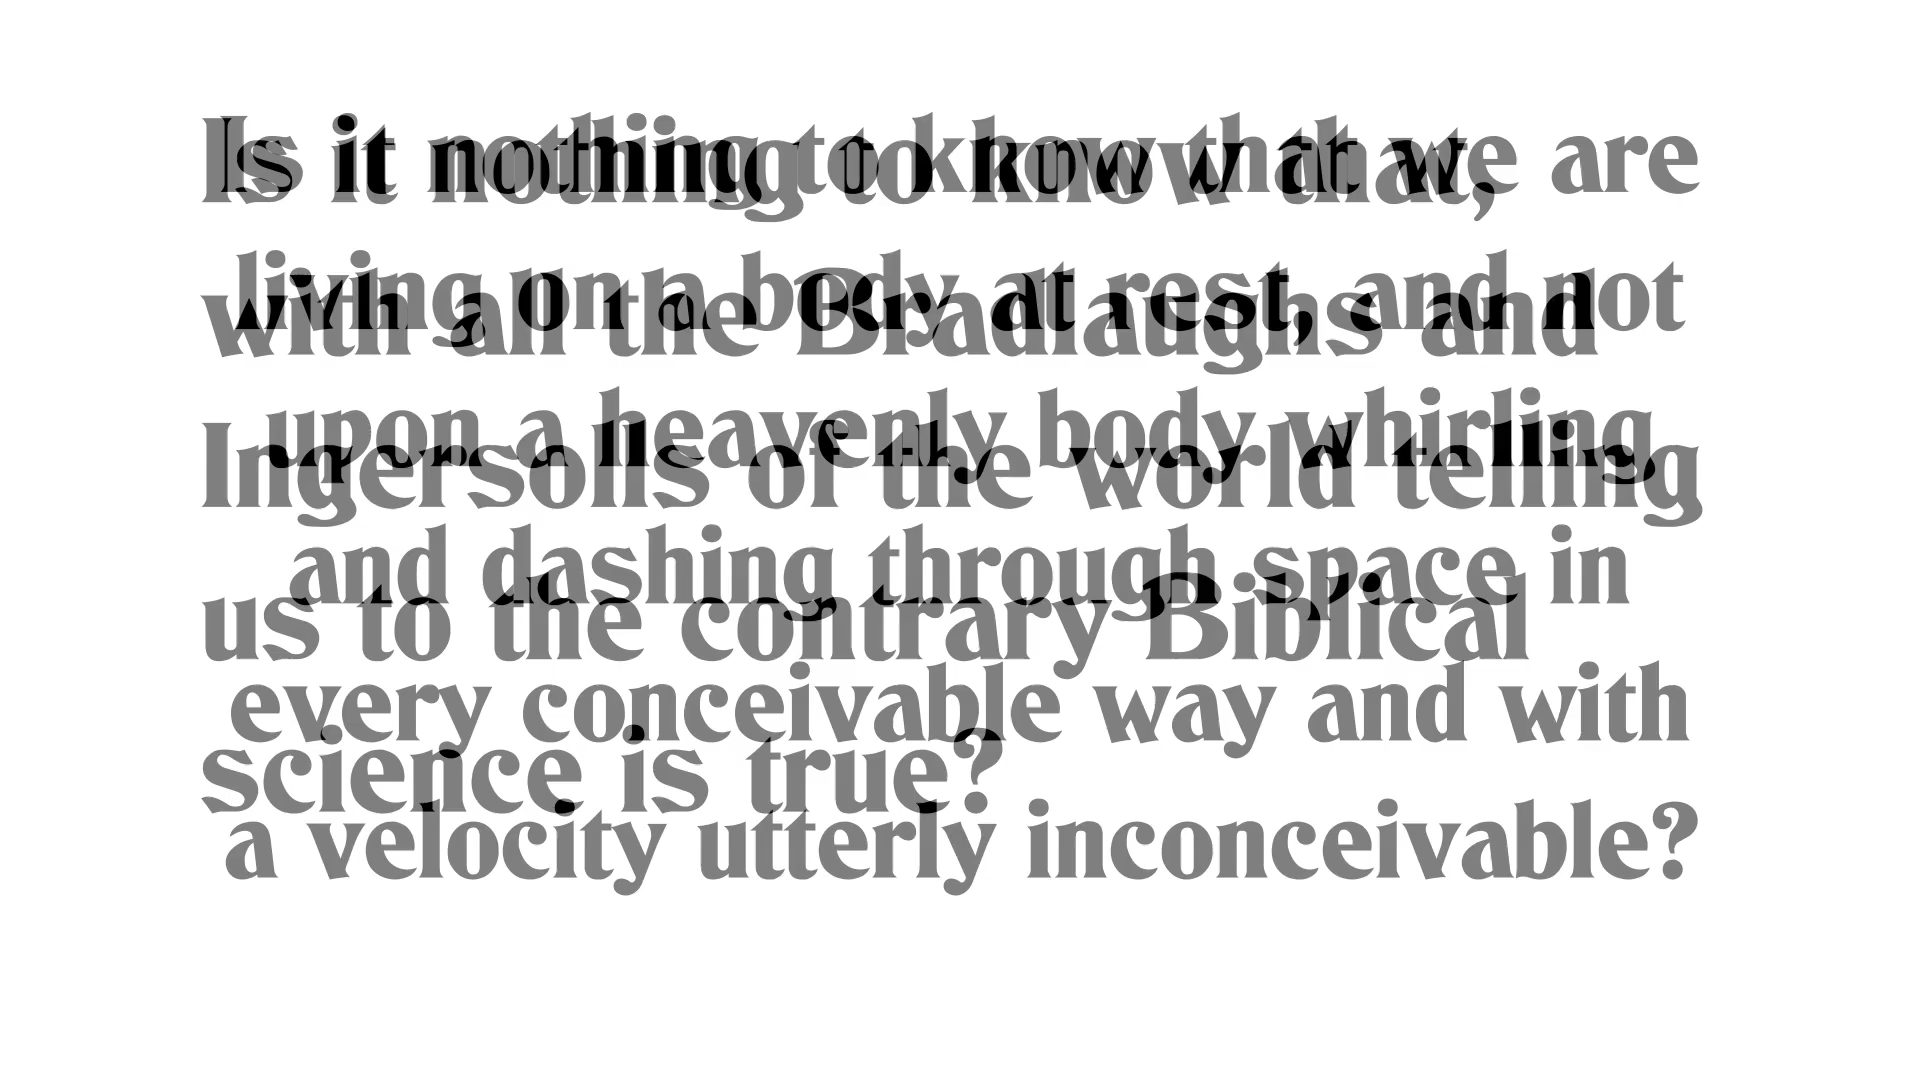 Is it nothing to know that we are
living on a body at rest, and not
upon a heavenly body whirling
and dashing through space in
every conceivable way and with
a velocity utterly inconceivable?
Is it nothing to know that,
with all the Bradlaughs and
Ingersolls of the world telling
us to the contrary Biblical
science is true?